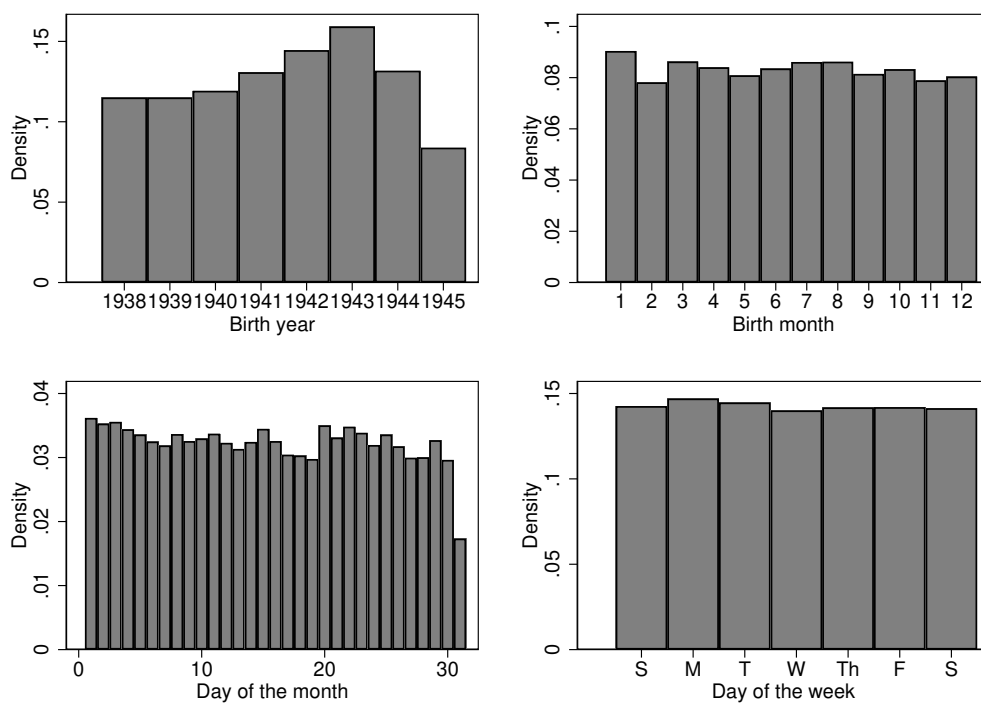 Density
.15
.1
.05
0
1938 1939 1940 1941 1942 1943 1944 1945
Birth year
Density
.1
.08
.06
.04
.02
0
1 2 3 4 5 6 7 8 9 10 11 12
Birth month
Density
.04
.03
.02
.01
0
0 10 20 30
Day of the month
Density
.15
.1
.05
0
S M T W Th F S
Day of the week